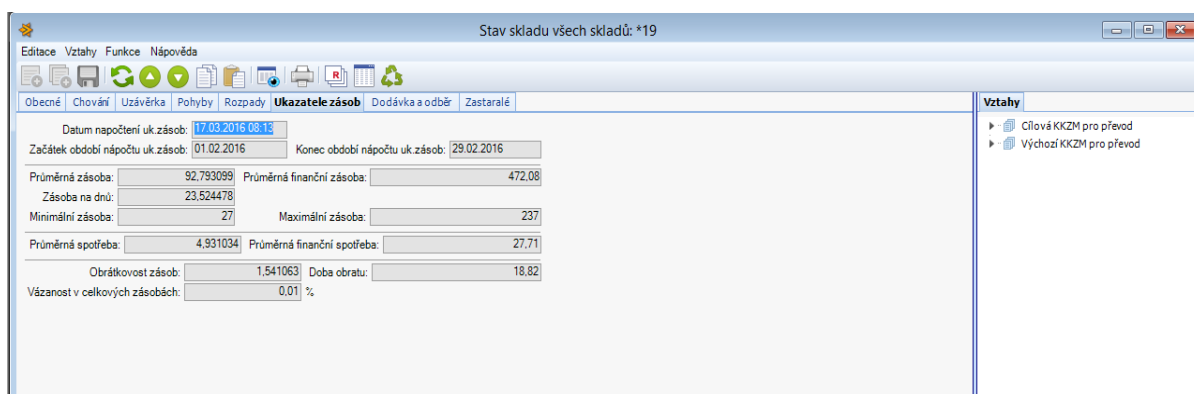 Stav skladu všech skladů: *19
Editace Vztahy Funkce Nápověda
Obecné Chování Uzávěrka Pohyby Rozpady Ukazatele zásob Dodávka a odběr Zastaralé
Vztahy
Datum napočtení uk.zásob: 17.03.2016 08:13
Začátek období nápočtu uk.zásob: 01.02.2016 Konec období nápočtu uk.zásob: 29.02.2016
Průměrná zásoba: 92,793099 Průměrná finanční zásoba: 472,08
Zásoba na dnů: 23,524478
Minimální zásoba: 27 Maximální zásoba: 237
Průměrná spotřeba: 4,931034 Průměrná finanční spotřeba: 27,71
Obrátkovost zásob: 1,541063 Doba obratu: 18,82
Vázanost v celkových zásobách: 0,01 %
Cílová KKZM pro převod
Výchozí KKZM pro převod